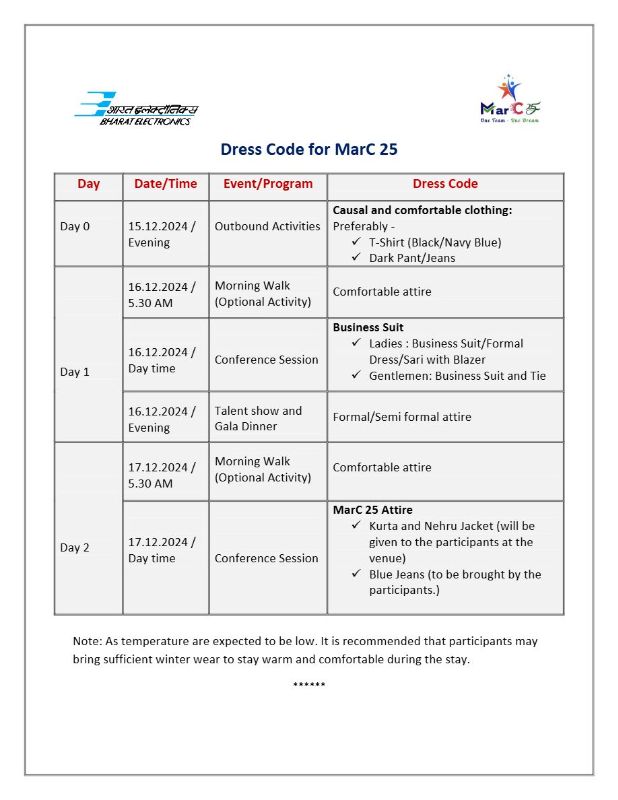 भारत इलेक्ट्रॉनिक्स
BHARAT ELECTRONICS
MarC 25
One Team - One Dream
Dress Code for MarC 25
Day Date/Time Event/Program Dress Code
Day 0
15.12.2024 /
Evening
Outbound Activities
Causal and comfortable clothing:
Preferably -
✓ T-Shirt (Black/Navy Blue)
✓ Dark Pant/Jeans
Day 1
16.12.2024 /
5.30 AM
Morning Walk
(Optional Activity)
Comfortable attire
16.12.2024 /
Day time
Conference Session
Business Suit
✓ Ladies : Business Suit/Formal
Dress/Sari with Blazer
✓ Gentlemen: Business Suit and Tie
16.12.2024 /
Evening
Talent show and
Gala Dinner
Formal/Semi formal attire
Day 2
17.12.2024 /
5.30 AM
Morning Walk
(Optional Activity)
Comfortable attire
17.12.2024 /
Day time
Conference Session
MarC 25 Attire
✓ Kurta and Nehru Jacket (will be
given to the participants at the
venue)
✓ Blue Jeans (to be brought by the
participants.)
Note: As temperature are expected to be low. It is recommended that participants may
bring sufficient winter wear to stay warm and comfortable during the stay.
******